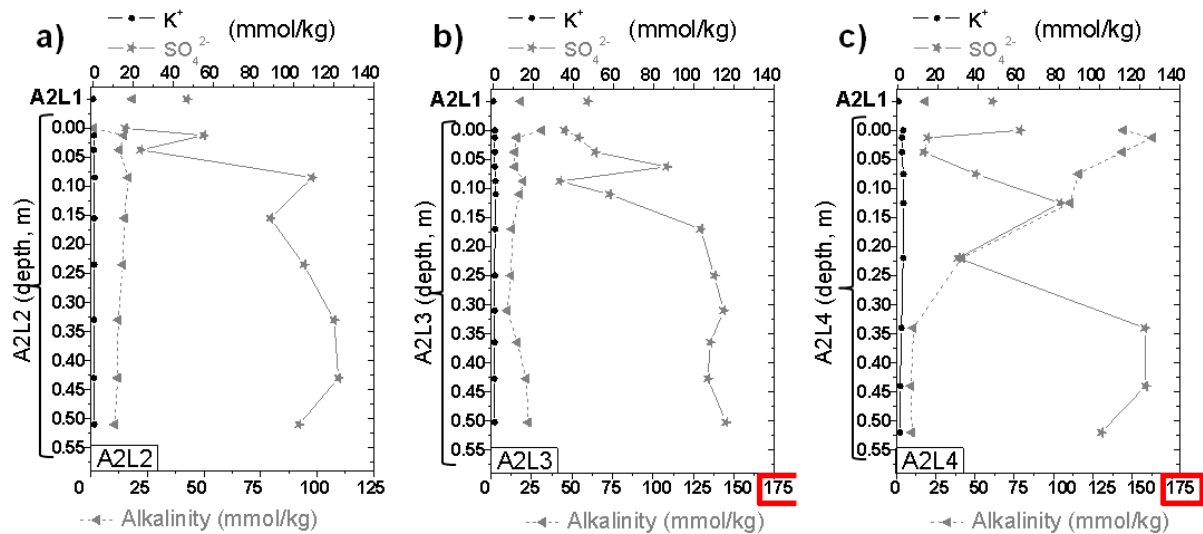 K+
SO4 2-
(mmol/kg)
a)
0 20 40 60 80 100 120 140
A2L1
0.00
0.05
0.10
0.15
0.20
0.25
0.30
0.35
0.40
0.45
0.50
0.55
A2L2 (depth, m)
A2L2
0 25 50 75 100 125
Alkalinity (mmol/kg)
K+
SO4 2-
(mmol/kg)
b)
0 20 40 60 80 100 120 140
A2L1
0.00
0.05
0.10
0.15
0.20
0.25
0.30
0.35
0.40
0.45
0.50
0.55
A2L3 (depth, m)
A2L3
0 25 50 75 100 125 150 175
Alkalinity (mmol/kg)
K+
SO4 2-
(mmol/kg)
c)
0 20 40 60 80 100 120 140
A2L1
0.00
0.05
0.10
0.15
0.20
0.25
0.30
0.35
0.40
0.45
0.50
0.55
A2L4 (depth, m)
A2L4
0 25 50 75 100 125 150 175
Alkalinity (mmol/kg)